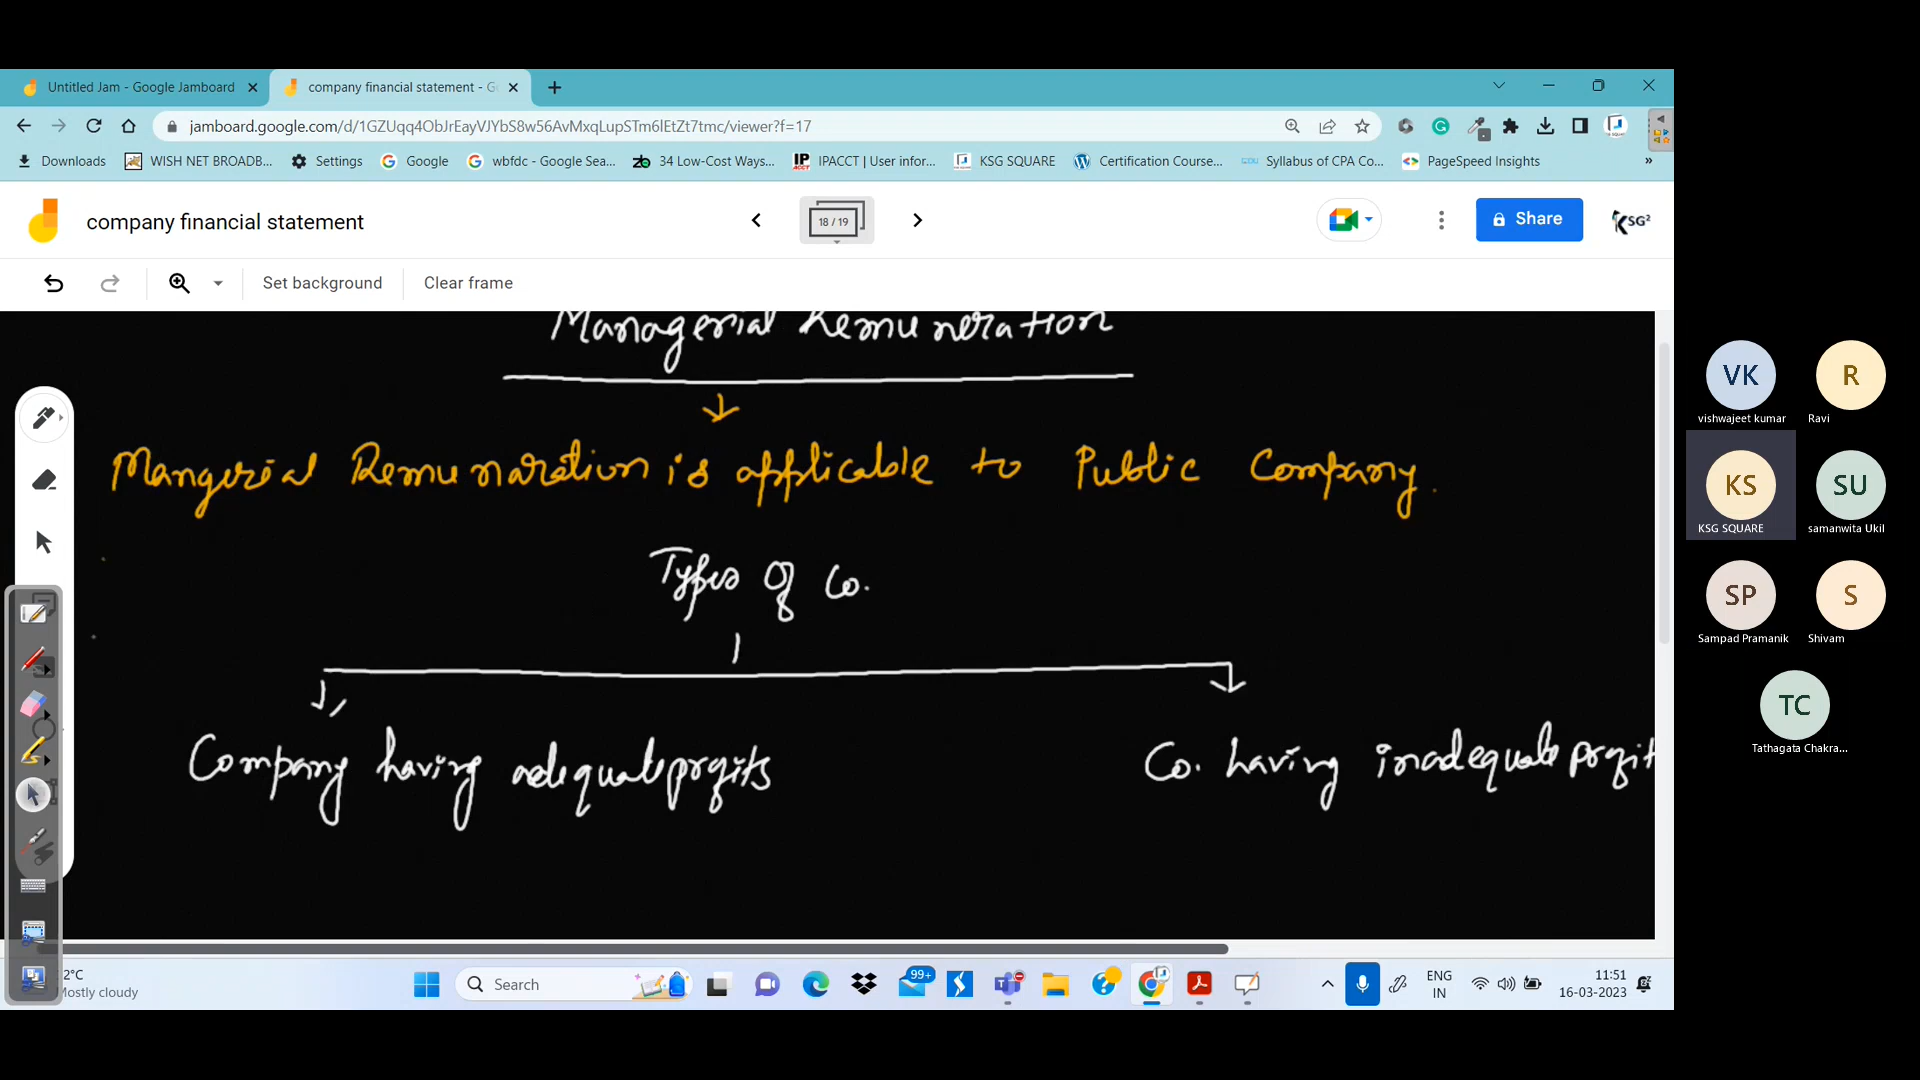 Untitled Jam - Google Jamboard
company financial statement - G
jamboard.google.com/d/1GZUqq4ObJrEayVJYbS8w56AvMxqLupSTm6lEtZt7tmc/viewer?f=17
Downloads WISH NET BROADB... Settings Google wbfdc - Google Sea... 34 Low-Cost Ways... IPACCT | User infor... KSG SQUARE Certification Course... Syllabus of CPA Co... PageSpeed Insights »
company financial statement
18 / 19
Share
KSG²
Set background
Clear frame
Managerial Remuneration
Mangerial Remunaration is applicable to Public Company.
Types of Co.
Company having adequate profits
Co. having inadequate profit
VK
vishwajeet kumar
R
Ravi
KS
KSG SQUARE
SU
samanwita Ukil
SP
Sampad Pramanik
S
Shivam
TC
Tathagata Chakra...
2°C
Mostly cloudy
Search
99+
ENG
IN
11:51
16-03-2023